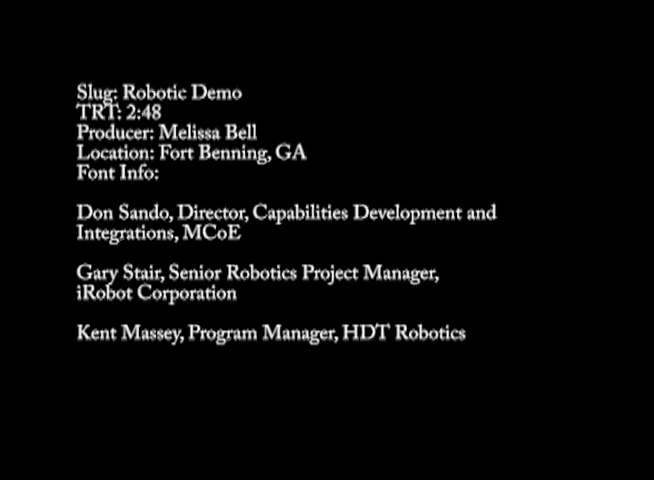 Slug: Robotic Demo
TRT: 2:48
Producer: Melissa Bell
Location: Fort Benning, GA
Font Info:
Don Sando, Director, Capabilities Development and
Integrations, MCoE
Gary Stair, Senior Robotics Project Manager,
iRobot Corporation
Kent Massey, Program Manager, HDT Robotics